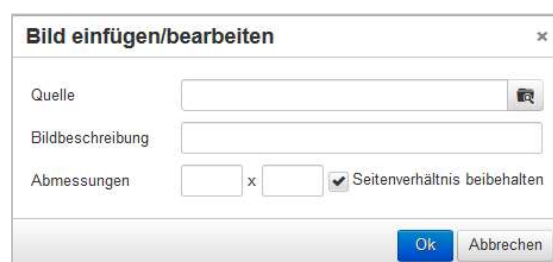 Bild einfügen/bearbeiten ×
Quelle
Bildbeschreibung
Abmessungen x Seitenverhältnis beibehalten
Ok Abbrechen